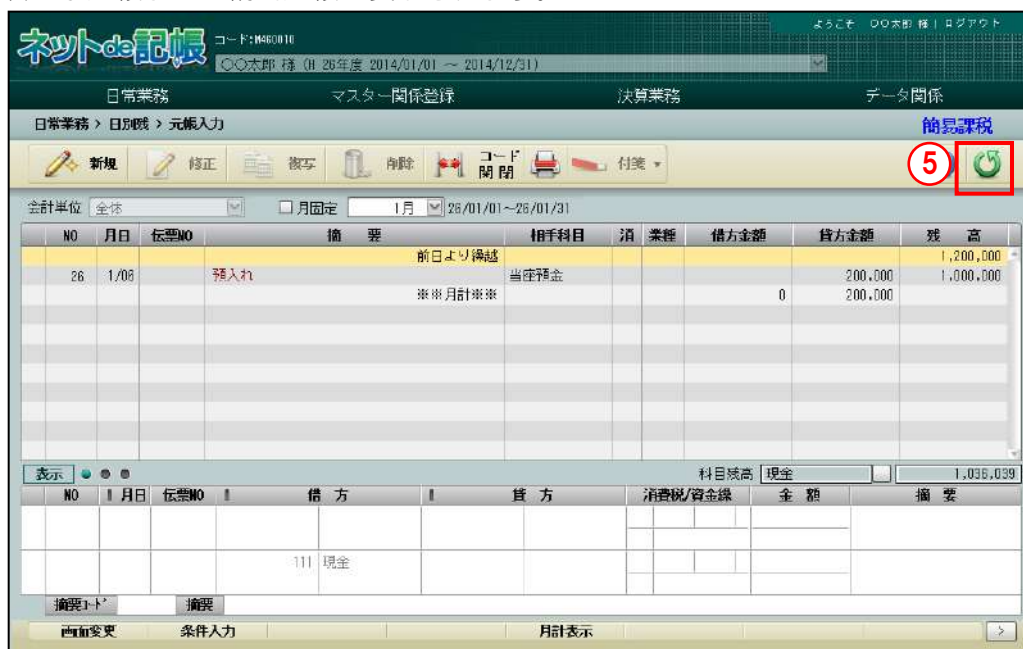 ようこそ ○○太郎 様 | ログアウト
ネットde記帳
コード:M460010
○○太郎 様 (H 26年度 2014/01/01 ～ 2014/12/31)
日常業務 マスター関係登録 決算業務 データ関係
日常業務 > 日別残 > 元帳入力 簡易課税
新規 修正 複写 削除 コード開閉 付箋 ⑤
会計単位 全体 月固定 1月 26/01/01～26/01/31
NO 月日 伝票NO 摘要 相手科目 消 業種 借方金額 貸方金額 残高
前日より繰越 1,200,000
26 1/06 預入れ 当座預金 200,000 1,000,000
※※月計※※ 0 200,000
表示 科目残高 現金 1,036,039
NO 月日 伝票NO 借方 貸方 消費税/資金繰 金額 摘要
111 現金
摘要コード 摘要
画面変更 条件入力 月計表示 >